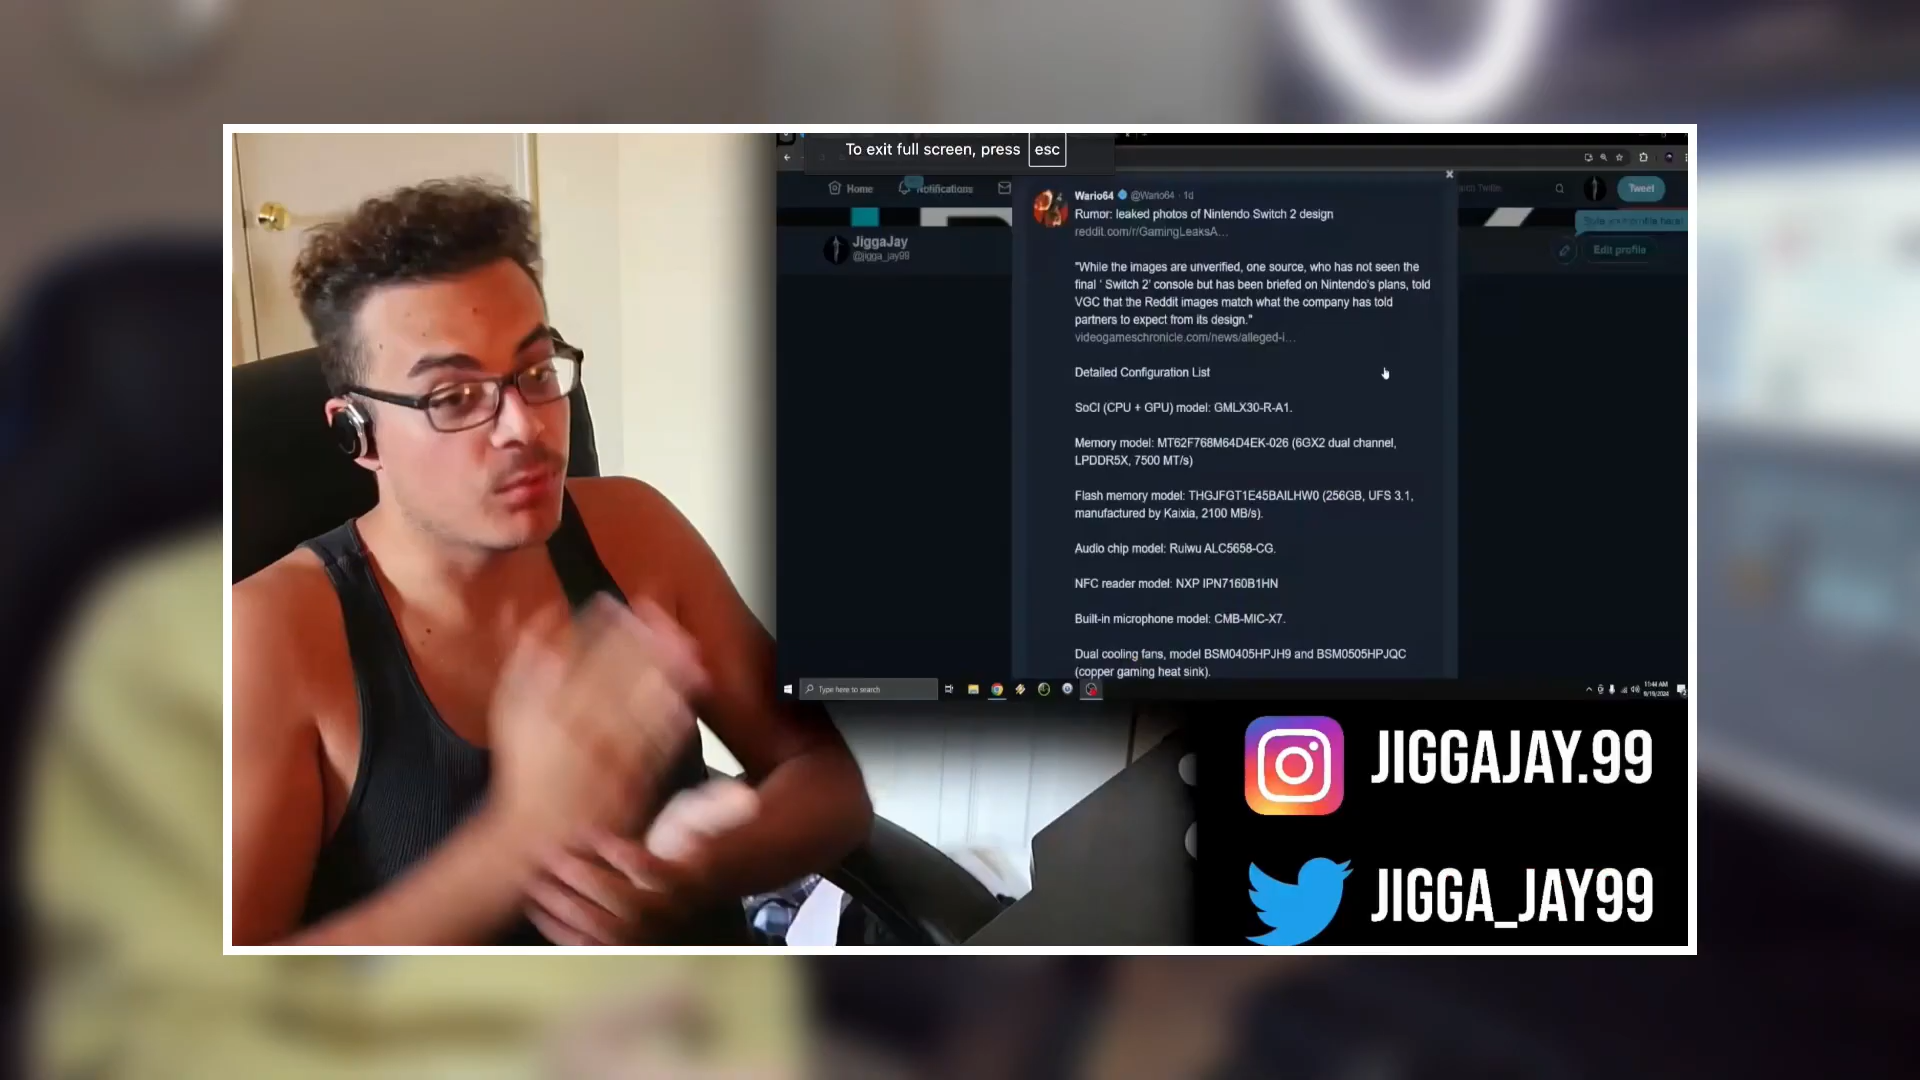 To exit full screen, press esc
Home
Notifications
Tweet
JiggaJay
@jigga_jay99
Edit profile
Wario64 @Wario64 · 1d
Rumor: leaked photos of Nintendo Switch 2 design
reddit.com/r/GamingLeaksA…
"While the images are unverified, one source, who has not seen the
final ‘ Switch 2’ console but has been briefed on Nintendo's plans, told
VGC that the Reddit images match what the company has told
partners to expect from its design."
videogameschronicle.com/news/alleged-i…
Detailed Configuration List
SoCI (CPU + GPU) model: GMLX30-R-A1.
Memory model: MT62F768M64D4EK-026 (6GX2 dual channel,
LPDDR5X, 7500 MT/s)
Flash memory model: THGJFGT1E45BAILHW0 (256GB, UFS 3.1,
manufactured by Kaixia, 2100 MB/s).
Audio chip model: Ruiwu ALC5658-CG.
NFC reader model: NXP IPN7160B1HN
Built-in microphone model: CMB-MIC-X7.
Dual cooling fans, model BSM0405HPJH9 and BSM0505HPJQC
(copper gaming heat sink).
Type here to search
11:44 AM
JIGGAJAY.99
JIGGA_JAY99